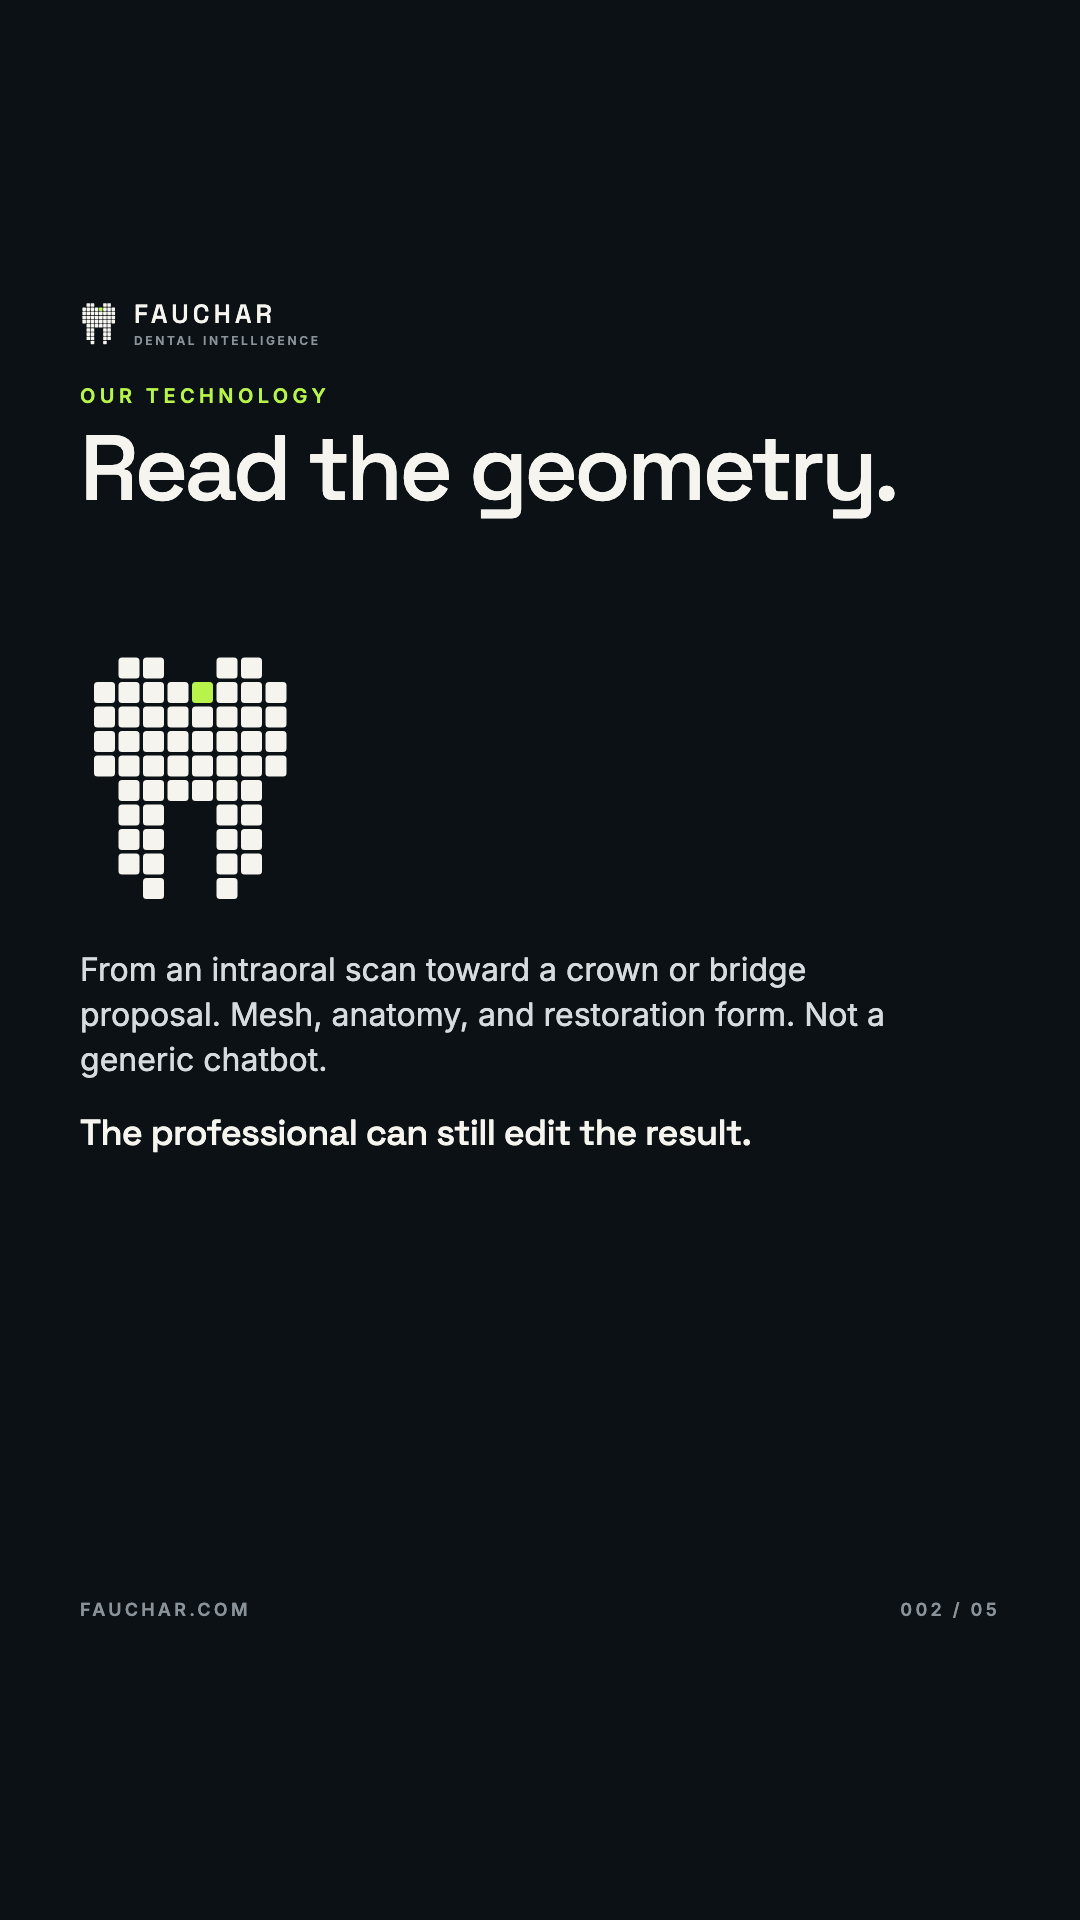 FAUCHAR
DENTAL INTELLIGENCE
OUR TECHNOLOGY
Read the geometry.
From an intraoral scan toward a crown or bridge
proposal. Mesh, anatomy, and restoration form. Not a
generic chatbot.
The professional can still edit the result.
FAUCHAR.COM
002 / 05